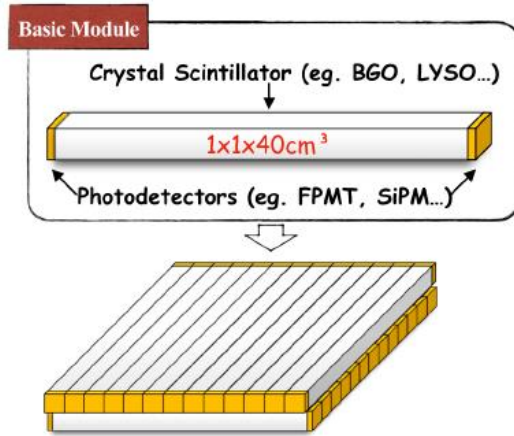 Basic Module
Crystal Scintillator (eg. BGO, LYSO…)
1x1x40cm³
Photodetectors (eg. FPMT, SiPM…)